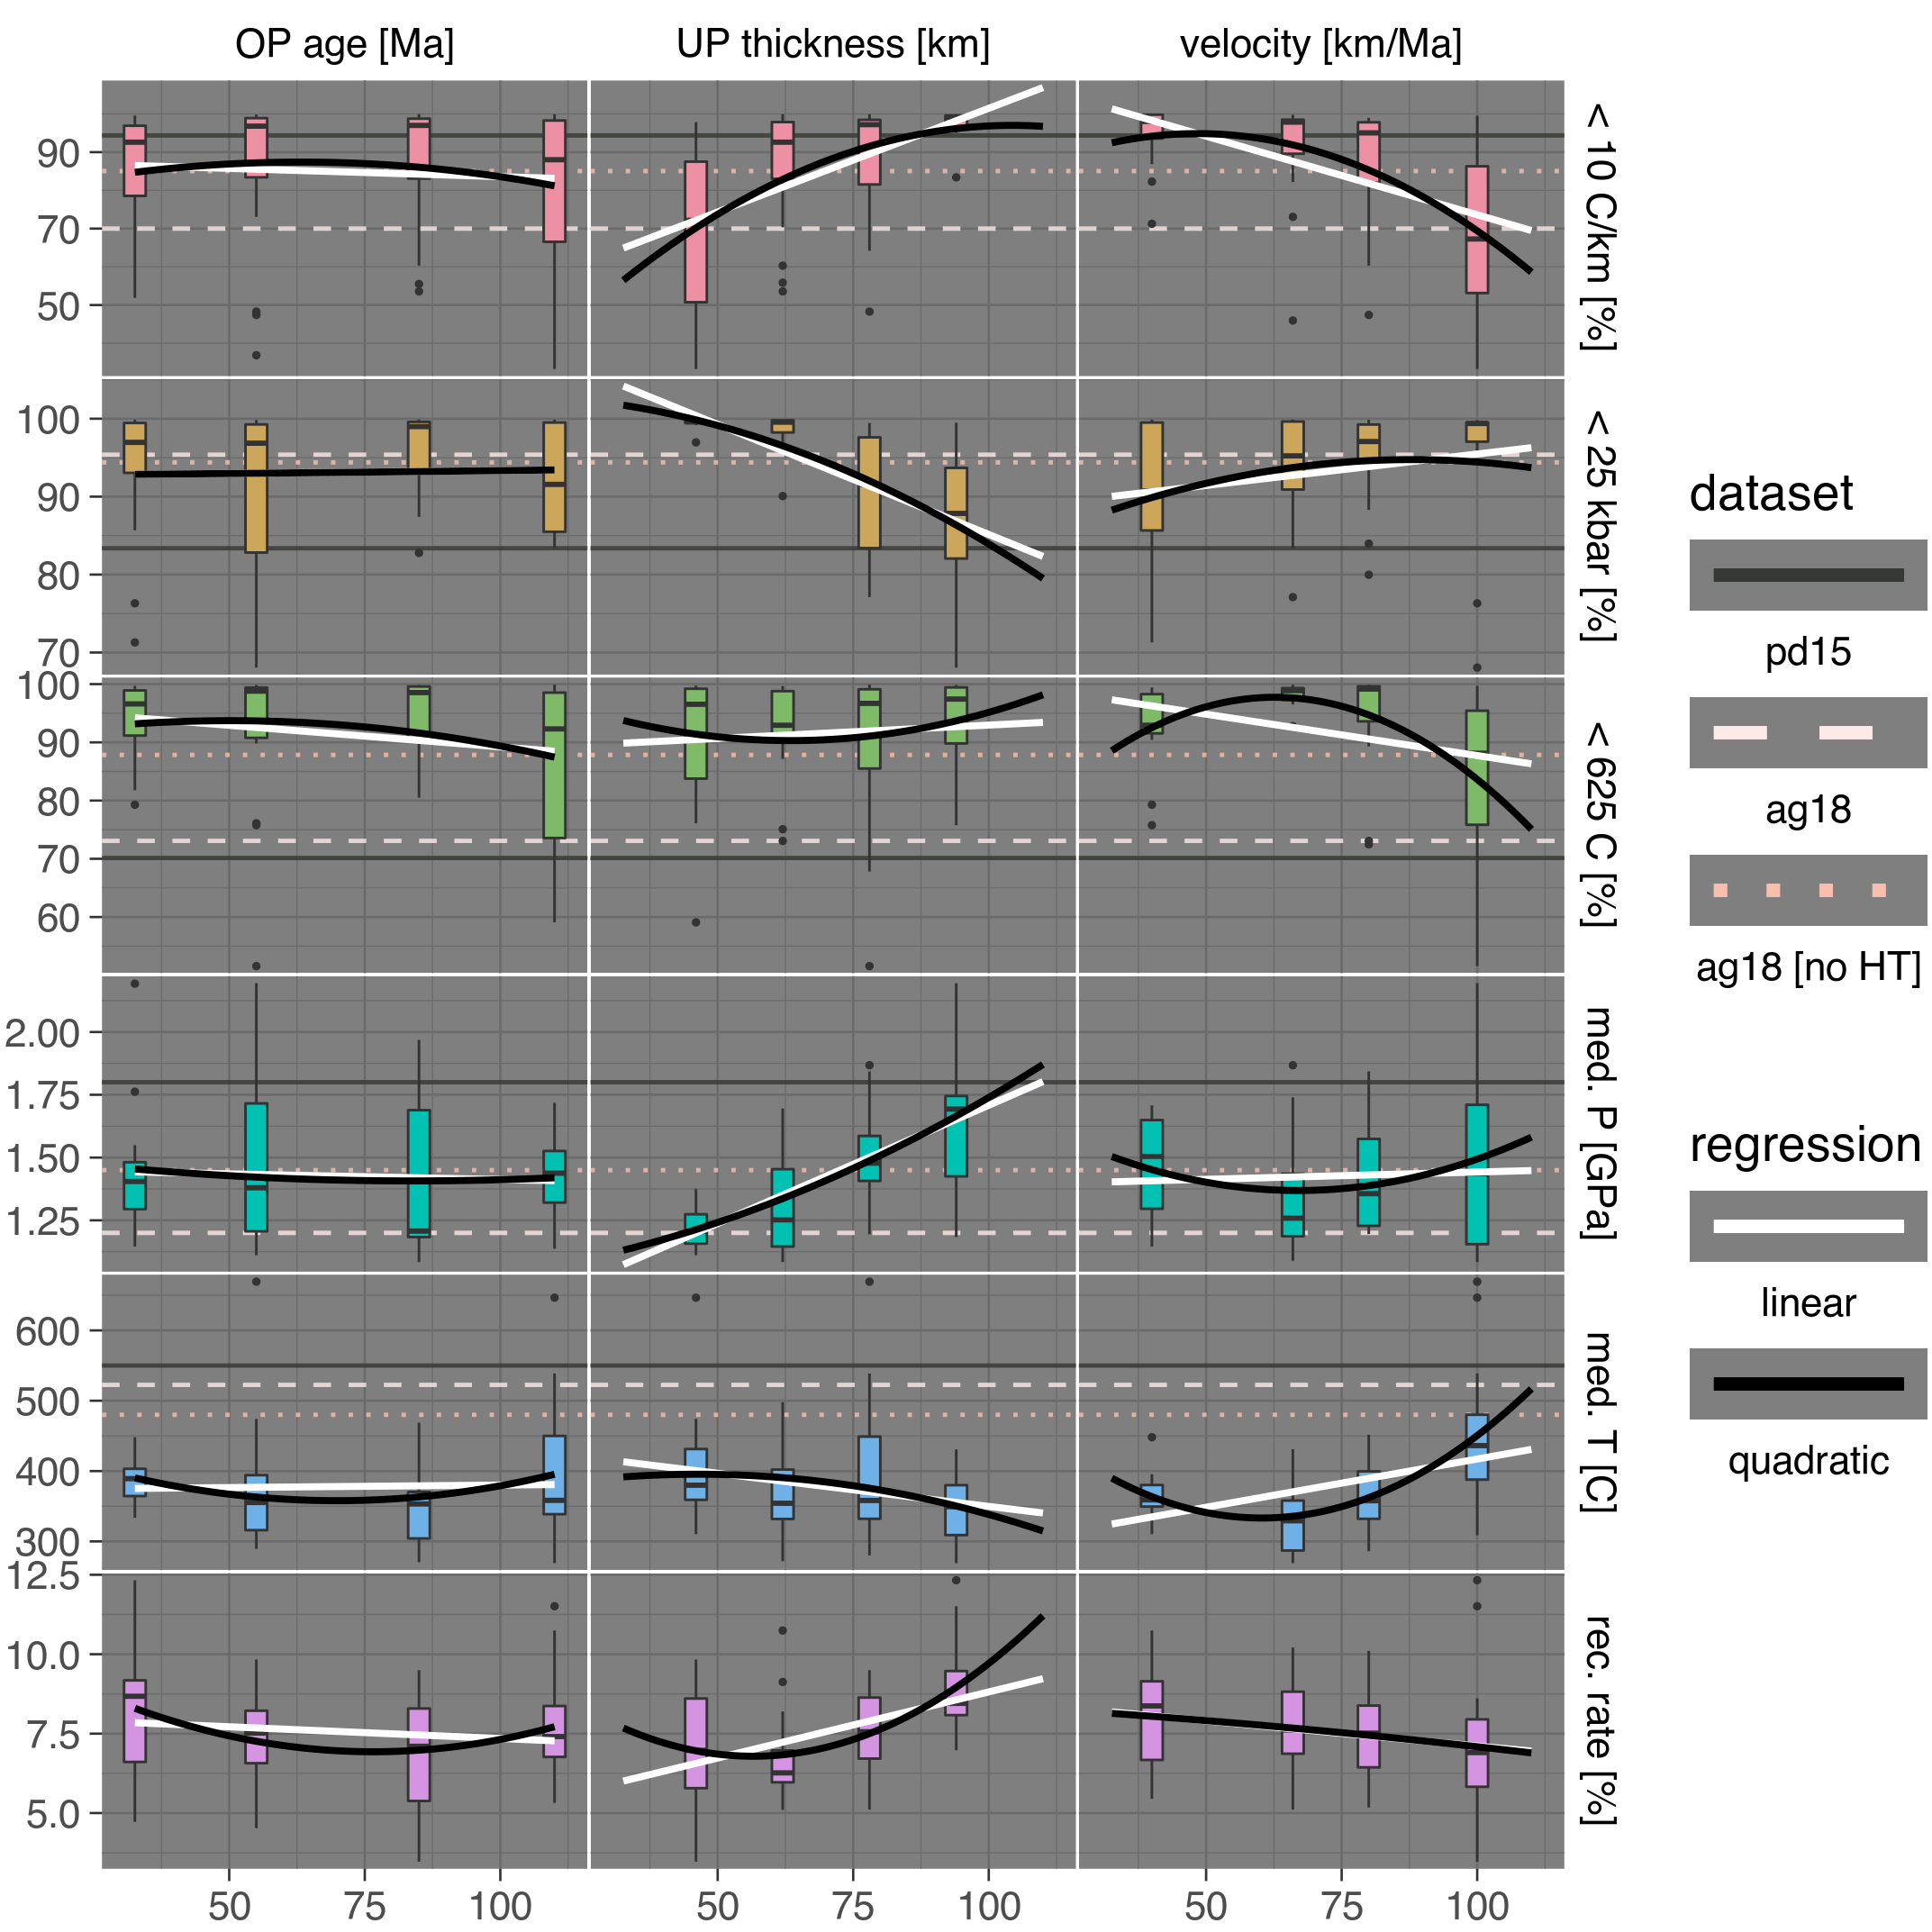 OP age [Ma] UP thickness [km] velocity [km/Ma]
90
70
50
< 10 C/km [%]
100
90
80
70
< 25 kbar [%]
100
90
80
70
60
< 625 C [%]
2.00
1.75
1.50
1.25
med. P [GPa]
600
500
400
300
med. T [C]
12.5
10.0
7.5
5.0
rec. rate [%]
50 75 100 50 75 100 50 75 100
dataset
pd15
ag18
ag18 [no HT]
regression
linear
quadratic